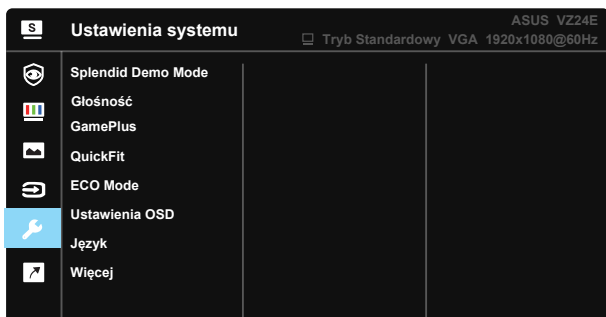 S
Ustawienia systemu
ASUS VZ24E
Tryb Standardowy VGA 1920x1080@60Hz
Splendid Demo Mode
Głośność
GamePlus
QuickFit
ECO Mode
Ustawienia OSD
Język
Więcej